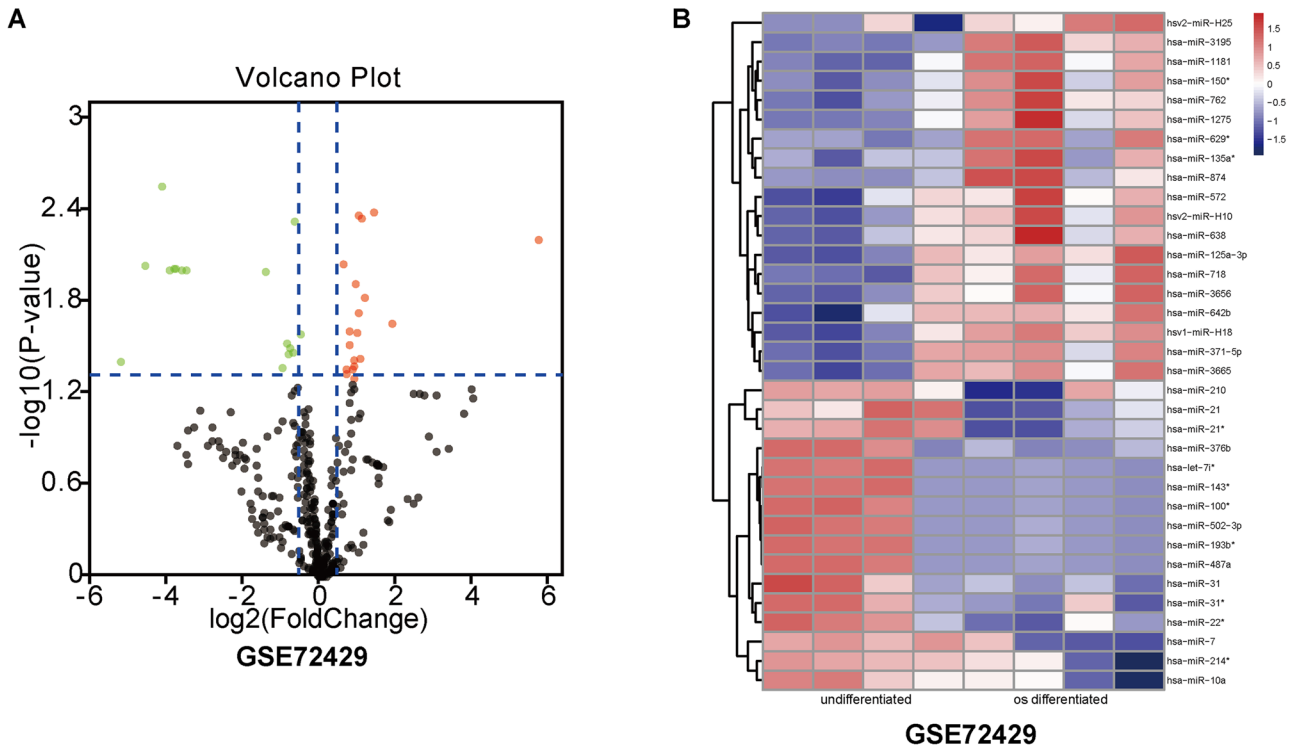 A
Volcano Plot
3
2.4
1.8
1.2
0.6
0
-log10(P-value)
-6
-4
-2
0
2
4
6
log2(FoldChange)
GSE72429
B
hsv2-miR-H25
hsa-miR-3195
hsa-miR-1181
hsa-miR-150*
hsa-miR-762
hsa-miR-1275
hsa-miR-629*
hsa-miR-135a*
hsa-miR-874
hsa-miR-572
hsv2-miR-H10
hsa-miR-638
hsa-miR-125a-3p
hsa-miR-718
hsa-miR-3656
hsa-miR-642b
hsv1-miR-H18
hsa-miR-371-5p
hsa-miR-3665
hsa-miR-210
hsa-miR-21
hsa-miR-21*
hsa-miR-376b
hsa-let-7i*
hsa-miR-143*
hsa-miR-100*
hsa-miR-502-3p
hsa-miR-193b*
hsa-miR-487a
hsa-miR-31
hsa-miR-31*
hsa-miR-22*
hsa-miR-7
hsa-miR-214*
hsa-miR-10a
1.5
1
0.5
0
-0.5
-1
-1.5
undifferentiated
os differentiated
GSE72429